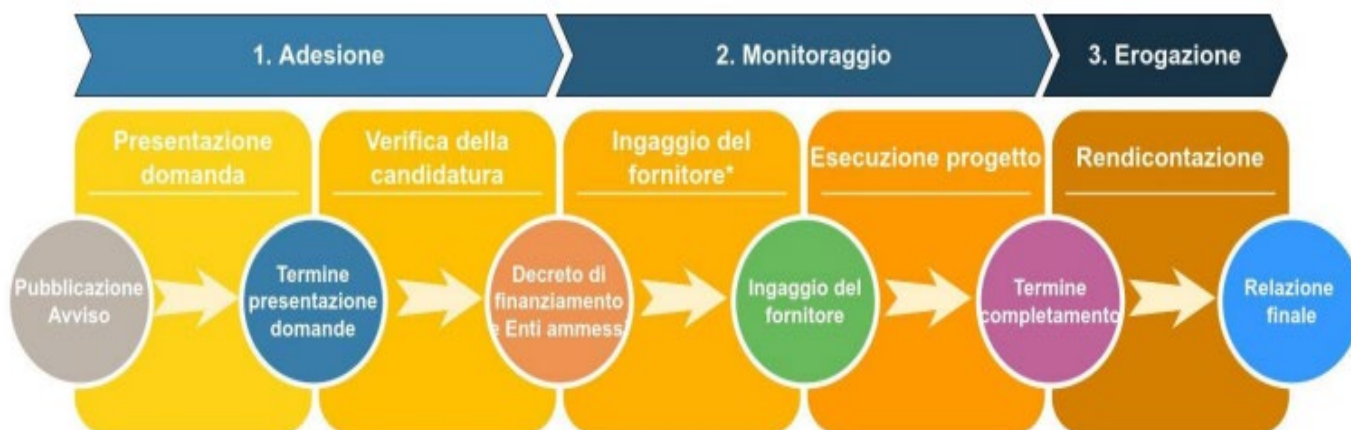 1. Adesione
2. Monitoraggio
3. Erogazione
Presentazione
domanda
Verifica della
candidatura
Ingaggio del
fornitore*
Esecuzione progetto
Rendicontazione
Pubblicazione
Avviso
Termine
presentazione
domande
Decreto di
finanziamento
e Enti ammess
Ingaggio del
fornitore
Termine
completamento
Relazione
finale